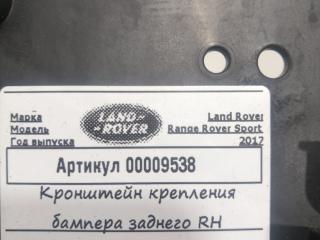 Марка LAND-ROVER Land Rover
Модель Range Rover Sport
Год выпуска 2017
Артикул 00009538
Кронштейн крепления
бампера заднего RH